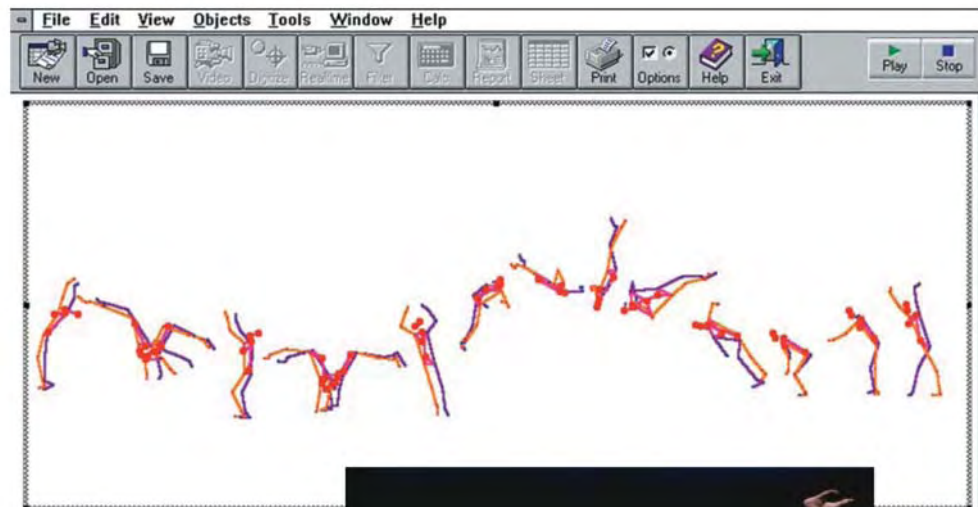 File Edit View Objects Tools Window Help
New Open Save Video Digitize Realtime Filter Calc Report Sheet Print Options Help Exit Play Stop